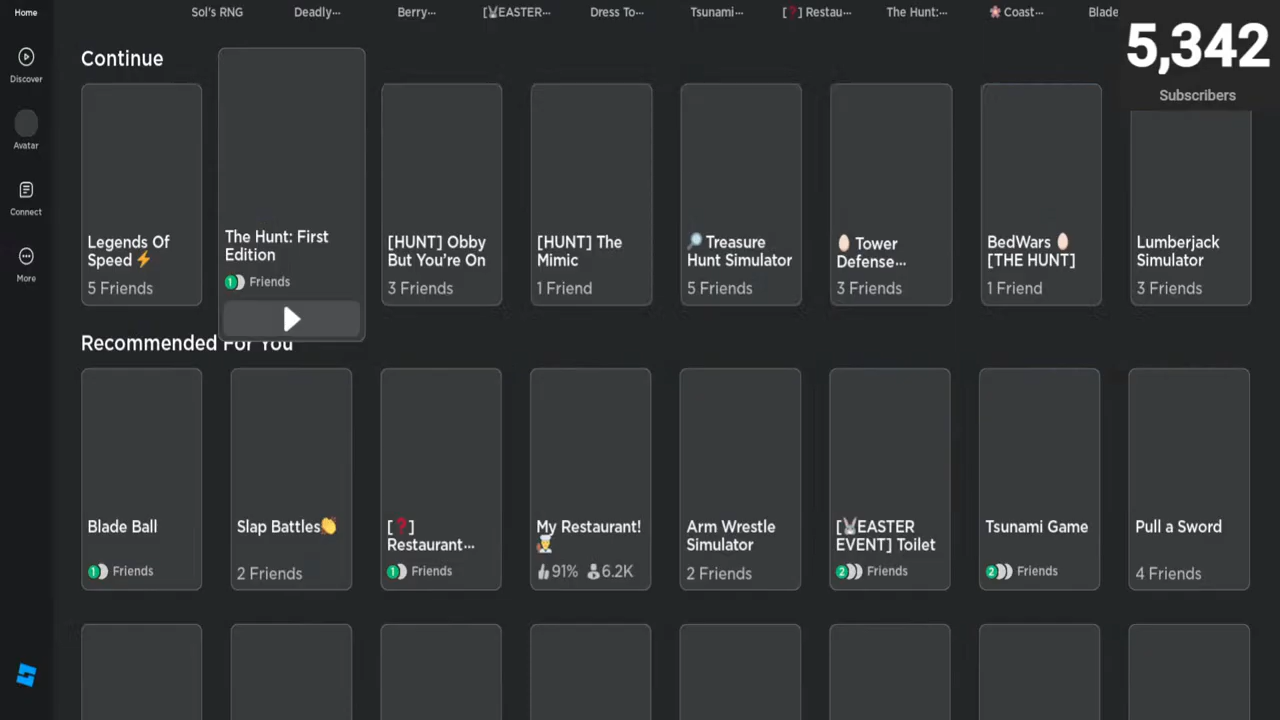 Home
Sol's RNG
Deadly...
Berry...
[🐰EASTER...
Dress To...
Tsunami...
[❓] Restau...
The Hunt:...
🌸 Coast...
Blade
5,342
Subscribers
Discover
Avatar
Connect
More
Continue
Legends Of
Speed⚡
5 Friends
The Hunt: First
Edition
1 Friends
[HUNT] Obby
But You're On
3 Friends
[HUNT] The
Mimic
1 Friend
🔎Treasure
Hunt Simulator
5 Friends
🥚 Tower
Defense...
3 Friends
BedWars 🥚
[THE HUNT]
1 Friend
Lumberjack
Simulator
3 Friends
Recommended For You
Blade Ball
1 Friends
Slap Battles👏
2 Friends
[❓]
Restaurant...
1 Friends
My Restaurant!
🧑‍🍳
91% 6.2K
Arm Wrestle
Simulator
2 Friends
[🐰EASTER
EVENT] Toilet
2 Friends
Tsunami Game
2 Friends
Pull a Sword
4 Friends